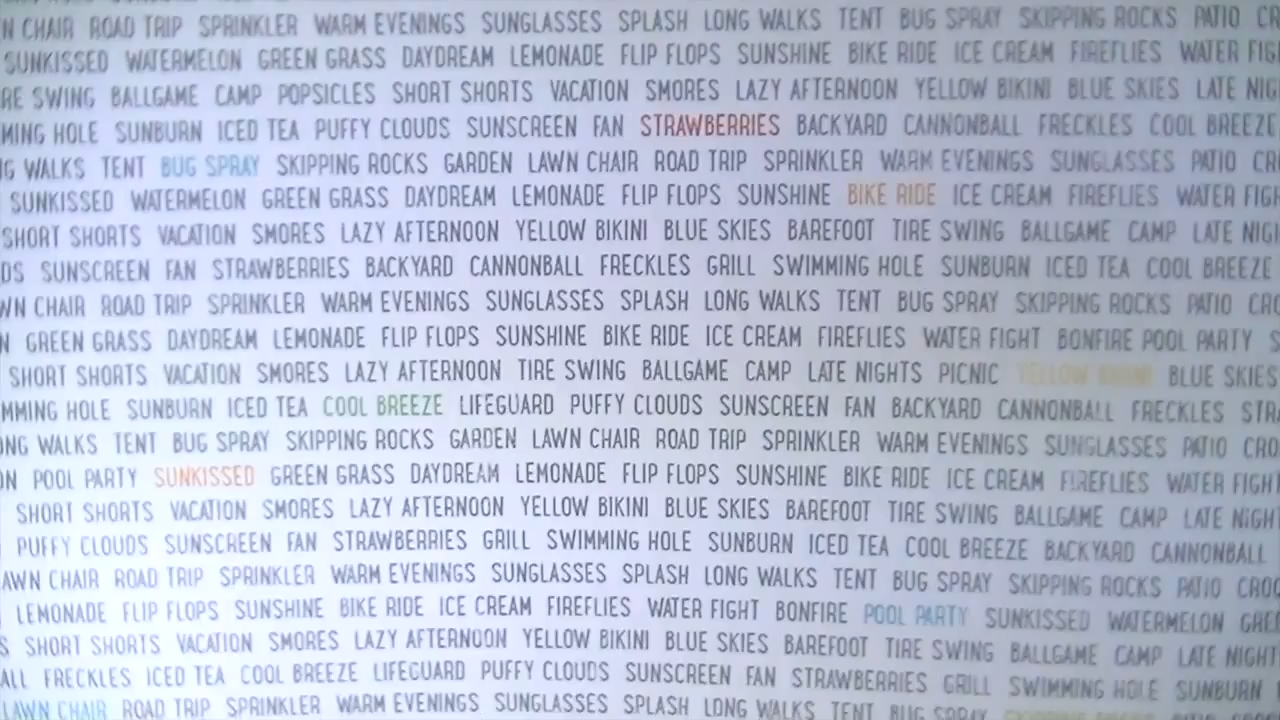 N CHAIR ROAD TRIP SPRINKLER WARM EVENINGS SUNGLASSES SPLASH LONG WALKS TENT BUG SPRAY SKIPPING ROCKS PATIO CR
SUNKISSED WATERMELON GREEN GRASS DAYDREAM LEMONADE FLIP FLOPS SUNSHINE BIKE RIDE ICE CREAM FIREFLIES WATER FIG
RE SWING BALLGAME CAMP POPSICLES SHORT SHORTS VACATION SMORES LAZY AFTERNOON YELLOW BIKINI BLUE SKIES LATE NIG
MING HOLE SUNBURN ICED TEA PUFFY CLOUDS SUNSCREEN FAN STRAWBERRIES BACKYARD CANNONBALL FRECKLES COOL BREEZE
G WALKS TENT BUG SPRAY SKIPPING ROCKS GARDEN LAWN CHAIR ROAD TRIP SPRINKLER WARM EVENINGS SUNGLASSES PATIO CR
SUNKISSED WATERMELON GREEN GRASS DAYDREAM LEMONADE FLIP FLOPS SUNSHINE BIKE RIDE ICE CREAM FIREFLIES WATER FIGH
SHORT SHORTS VACATION SMORES LAZY AFTERNOON YELLOW BIKINI BLUE SKIES BAREFOOT TIRE SWING BALLGAME CAMP LATE NIGI
DS SUNSCREEN FAN STRAWBERRIES BACKYARD CANNONBALL FRECKLES GRILL SWIMMING HOLE SUNBURN ICED TEA COOL BREEZE
WN CHAIR ROAD TRIP SPRINKLER WARM EVENINGS SUNGLASSES SPLASH LONG WALKS TENT BUG SPRAY SKIPPING ROCKS PATIO CRO
N GREEN GRASS DAYDREAM LEMONADE FLIP FLOPS SUNSHINE BIKE RIDE ICE CREAM FIREFLIES WATER FIGHT BONFIRE POOL PARTY S
SHORT SHORTS VACATION SMORES LAZY AFTERNOON TIRE SWING BALLGAME CAMP LATE NIGHTS PICNIC YELLOW BIKINI BLUE SKIES
MMING HOLE SUNBURN ICED TEA COOL BREEZE LIFEGUARD PUFFY CLOUDS SUNSCREEN FAN BACKYARD CANNONBALL FRECKLES STRA
ONG WALKS TENT BUG SPRAY SKIPPING ROCKS GARDEN LAWN CHAIR ROAD TRIP SPRINKLER WARM EVENINGS SUNGLASSES PATIO CRO
ON POOL PARTY SUNKISSED GREEN GRASS DAYDREAM LEMONADE FLIP FLOPS SUNSHINE BIKE RIDE ICE CREAM FIREFLIES WATER FIGHT
SHORT SHORTS VACATION SMORES LAZY AFTERNOON YELLOW BIKINI BLUE SKIES BAREFOOT TIRE SWING BALLGAME CAMP LATE NIGHT
PUFFY CLOUDS SUNSCREEN FAN STRAWBERRIES GRILL SWIMMING HOLE SUNBURN ICED TEA COOL BREEZE BACKYARD CANNONBALL
AWN CHAIR ROAD TRIP SPRINKLER WARM EVENINGS SUNGLASSES SPLASH LONG WALKS TENT BUG SPRAY SKIPPING ROCKS PATIO CROQ
LEMONADE FLIP FLOPS SUNSHINE BIKE RIDE ICE CREAM FIREFLIES WATER FIGHT BONFIRE POOL PARTY SUNKISSED WATERMELON GREE
S SHORT SHORTS VACATION SMORES LAZY AFTERNOON YELLOW BIKINI BLUE SKIES BAREFOOT TIRE SWING BALLGAME CAMP LATE NIGHT
ALL FRECKLES ICED TEA COOL BREEZE LIFEGUARD PUFFY CLOUDS SUNSCREEN FAN STRAWBERRIES GRILL SWIMMING HOLE SUNBURN
LAWN CHAIR ROAD TRIP SPRINKLER WARM EVENINGS SUNGLASSES SPLASH LONG WALKS TENT BUG SPRAY